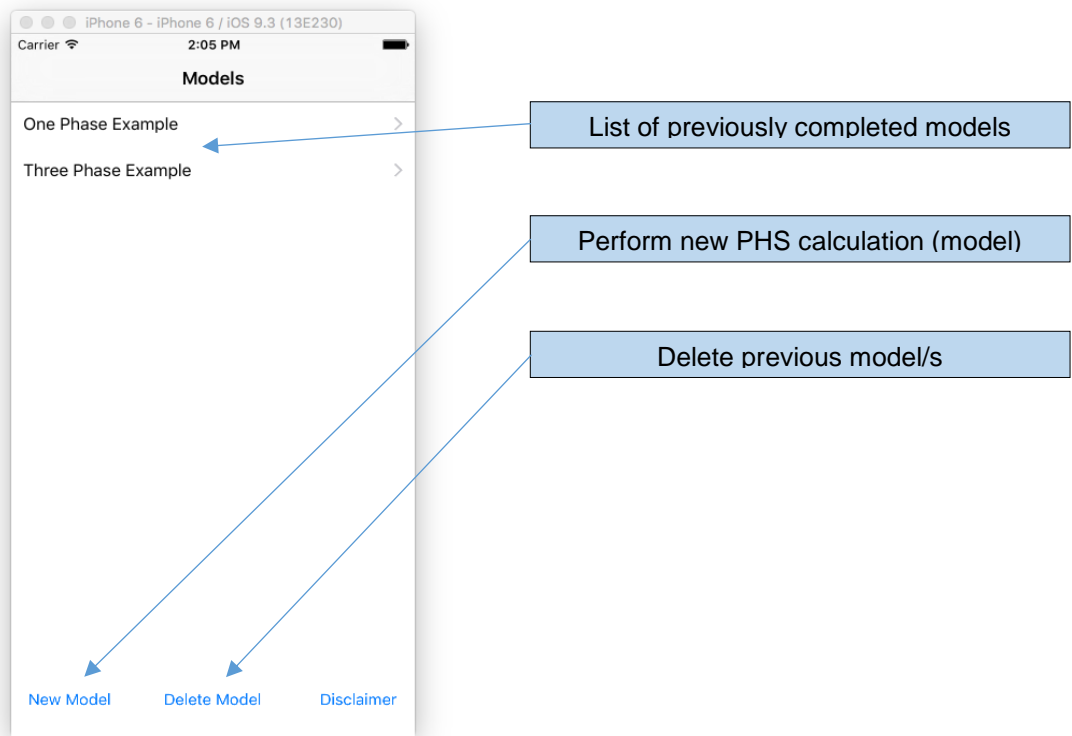 iPhone 6 - iPhone 6 / iOS 9.3 (13E230)
Carrier 2:05 PM
Models
One Phase Example
Three Phase Example
New Model Delete Model Disclaimer
List of previously completed models
Perform new PHS calculation (model)
Delete previous model/s